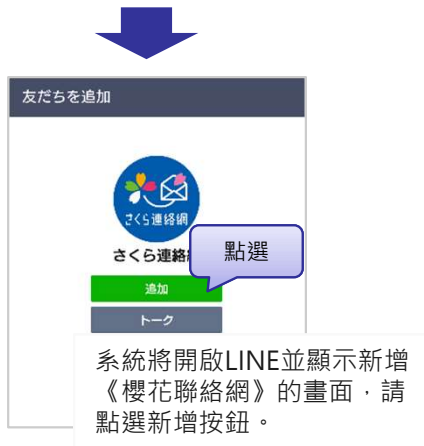 友だちを追加
さくら連絡網
さくら連絡
點選
追加
トーク
系統將開啟LINE並顯示新增
《櫻花聯絡網》的畫面，請
點選新增按鈕。